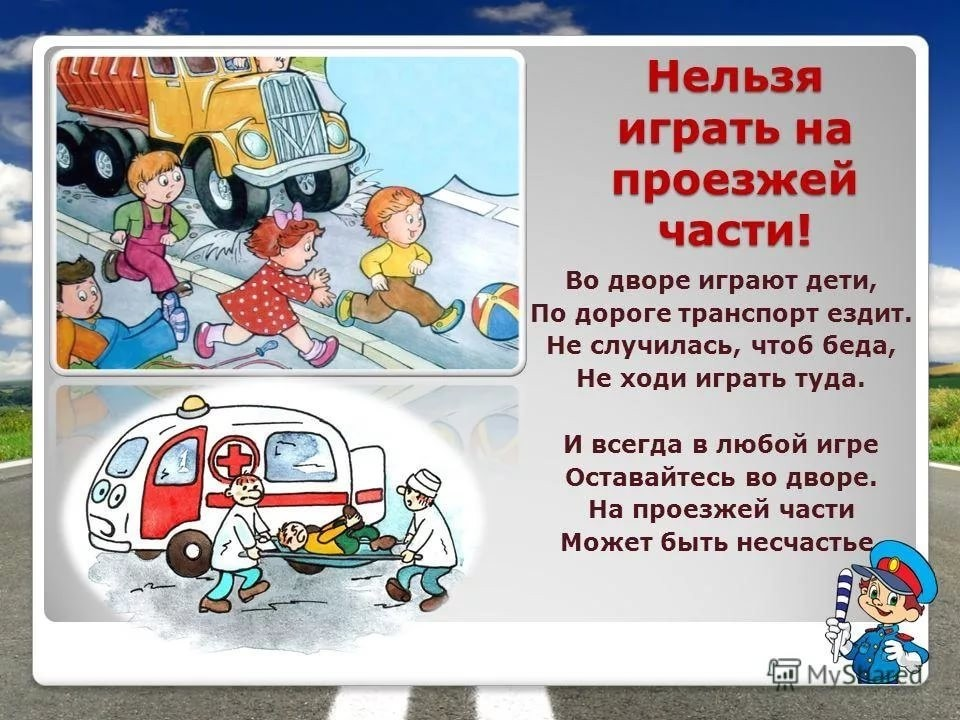 Нельзя
играть на
проезжей
части!
Во дворе играют дети,
По дороге транспорт ездит.
Не случилась, чтоб беда,
Не ходи играть туда.
И всегда в любой игре
Оставайтесь во дворе.
На проезжей части
Может быть несчастье.
MyShared